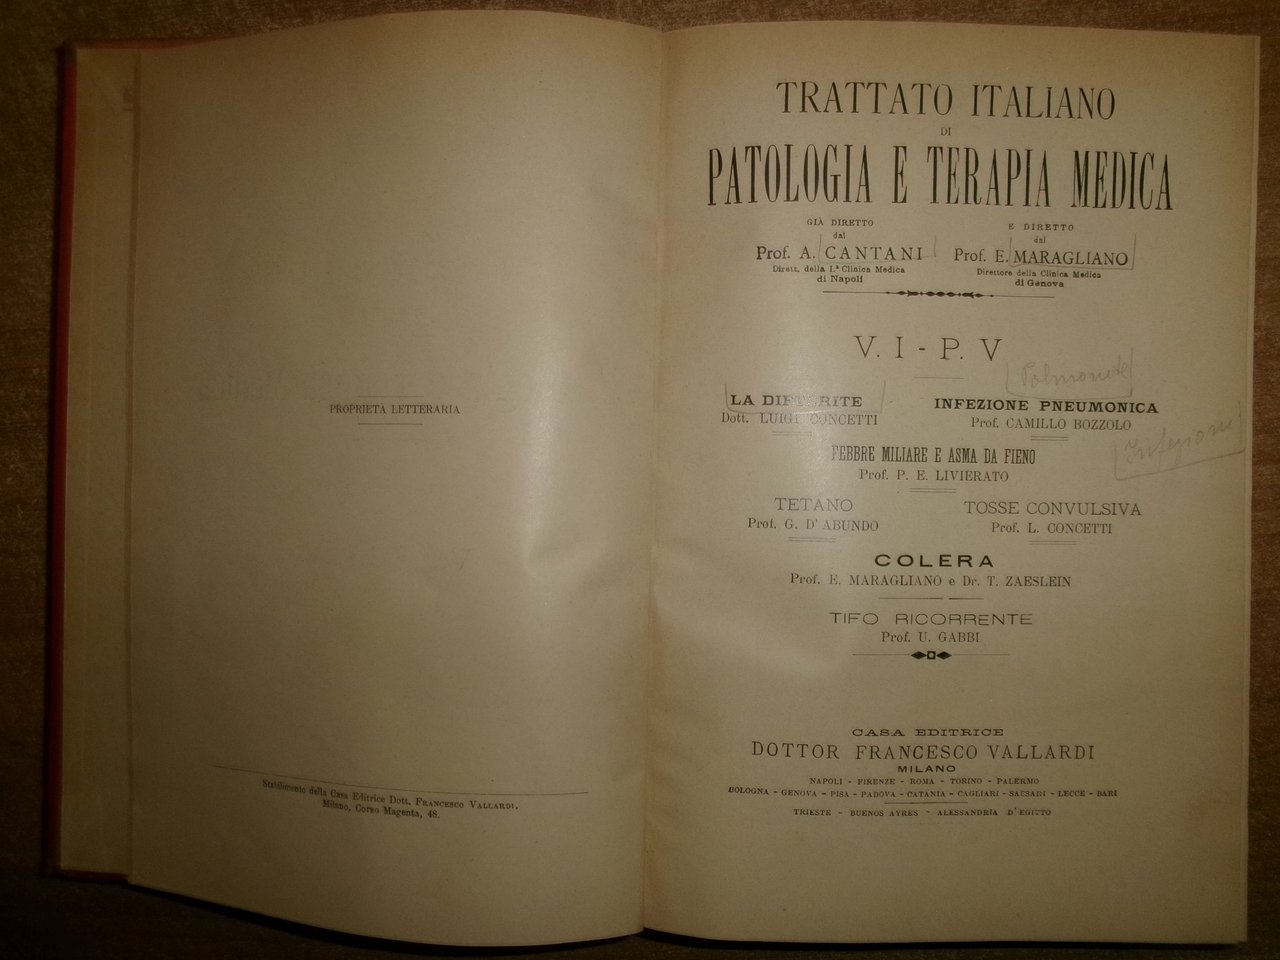 PROPRIETÀ LETTERARIA
Stabilimento della Casa Editrice Dott. FRANCESCO VALLARDI.
Milano, Corso Magenta, 48.
TRATTATO ITALIANO
DI
PATOLOGIA E TERAPIA MEDICA
GIÀ DIRETTO
dal
Prof. A. CANTANI
Dirett. della I.ª Clinica Medica
di Napoli
E DIRETTO
dal
Prof. E. MARAGLIANO
Direttore della Clinica Medica
di Genova
V. I - P. V
Polmonite
LA DIFTERITE
Dott. LUIGI CONCETTI
INFEZIONE PNEUMONICA
Prof. CAMILLO BOZZOLO
Infezioni
FEBBRE MILIARE E ASMA DA FIENO
Prof. P. E. LIVIERATO
TETANO
Prof. G. D'ABUNDO
TOSSE CONVULSIVA
Prof. L. CONCETTI
COLERA
Prof. E. MARAGLIANO e Dr. T. ZAESLEIN
TIFO RICORRENTE
Prof. U. GABBI
CASA EDITRICE
DOTTOR FRANCESCO VALLARDI
MILANO
NAPOLI - FIRENZE - ROMA - TORINO - PALERMO
BOLOGNA - GENOVA - PISA - PADOVA - CATANIA - CAGLIARI - SASSARI - LECCE - BARI
TRIESTE - BUENOS AYRES - ALESSANDRIA D'EGITTO